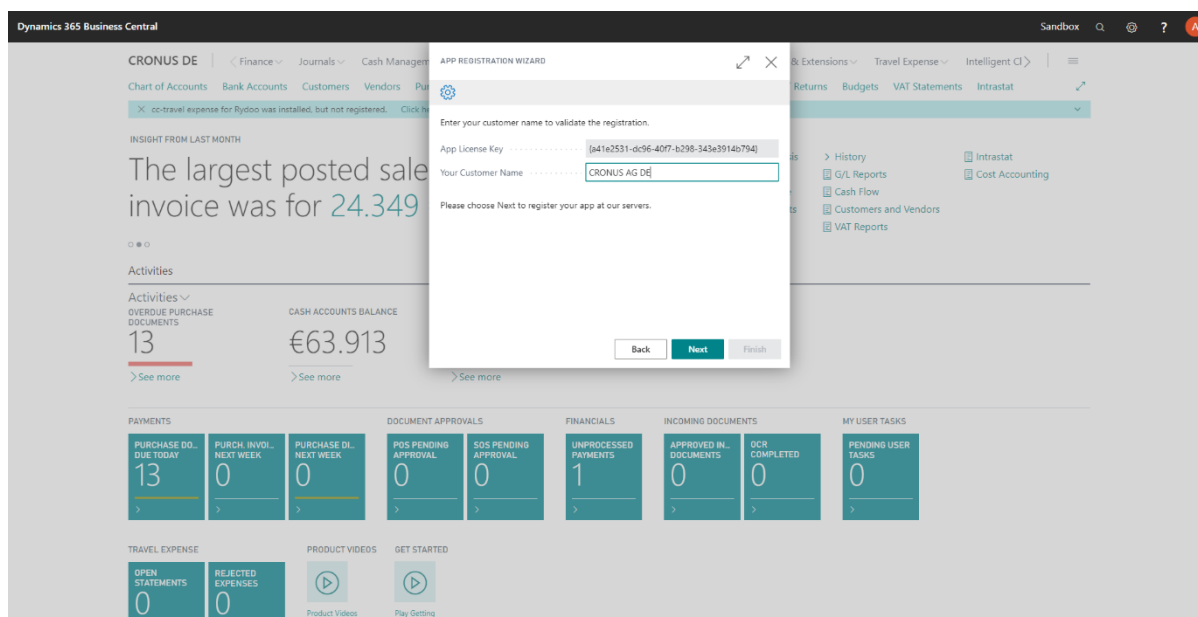 Dynamics 365 Business Central
Sandbox ?
CRONUS DE Finance Journals Cash Managem & Extensions Travel Expense Intelligent Cl
Chart of Accounts Bank Accounts Customers Vendors Pu Returns Budgets VAT Statements Intrastat
cc-travel expense for Rydoo was installed, but not registered. Click he
APP REGISTRATION WIZARD
Enter your customer name to validate the registration.
App License Key {a41e2531-dc96-40f7-b298-343e3914b794}
Your Customer Name CRONUS AG DE
Please choose Next to register your app at our servers.
Back Next Finish
INSIGHT FROM LAST MONTH
The largest posted sale
invoice was for 24.349
is
ts
> History
G/L Reports
Cash Flow
Customers and Vendors
VAT Reports
Intrastat
Cost Accounting
Activities
Activities
OVERDUE PURCHASE
DOCUMENTS
13
>See more
CASH ACCOUNTS BALANCE
€63.913
>See more
>See more
PAYMENTS
PURCHASE DO...
DUE TODAY
13
PURCH. INVOI...
NEXT WEEK
0
PURCHASE DI...
NEXT WEEK
0
DOCUMENT APPROVALS
POS PENDING
APPROVAL
0
SOS PENDING
APPROVAL
0
FINANCIALS
UNPROCESSED
PAYMENTS
1
INCOMING DOCUMENTS
APPROVED IN...
DOCUMENTS
0
OCR
COMPLETED
0
MY USER TASKS
PENDING USER
TASKS
0
TRAVEL EXPENSE
OPEN
STATEMENTS
0
REJECTED
EXPENSES
0
PRODUCT VIDEOS
Product Videos
GET STARTED
Play Getting